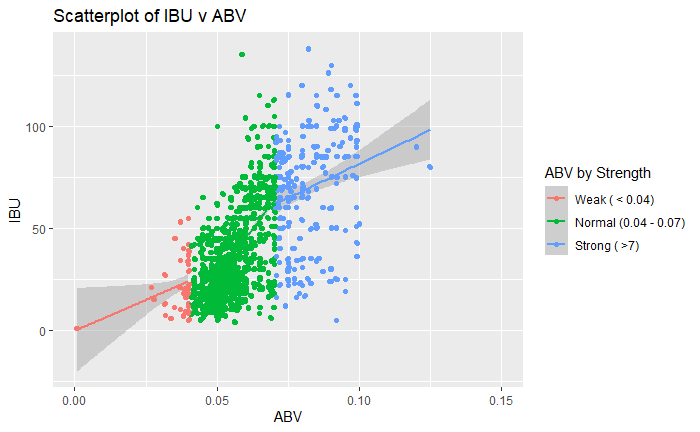 Scatterplot of IBU v ABV
IBU
100
50
0
0.00
0.05
0.10
0.15
ABV
ABV by Strength
Weak ( < 0.04)
Normal (0.04 - 0.07)
Strong ( >7)